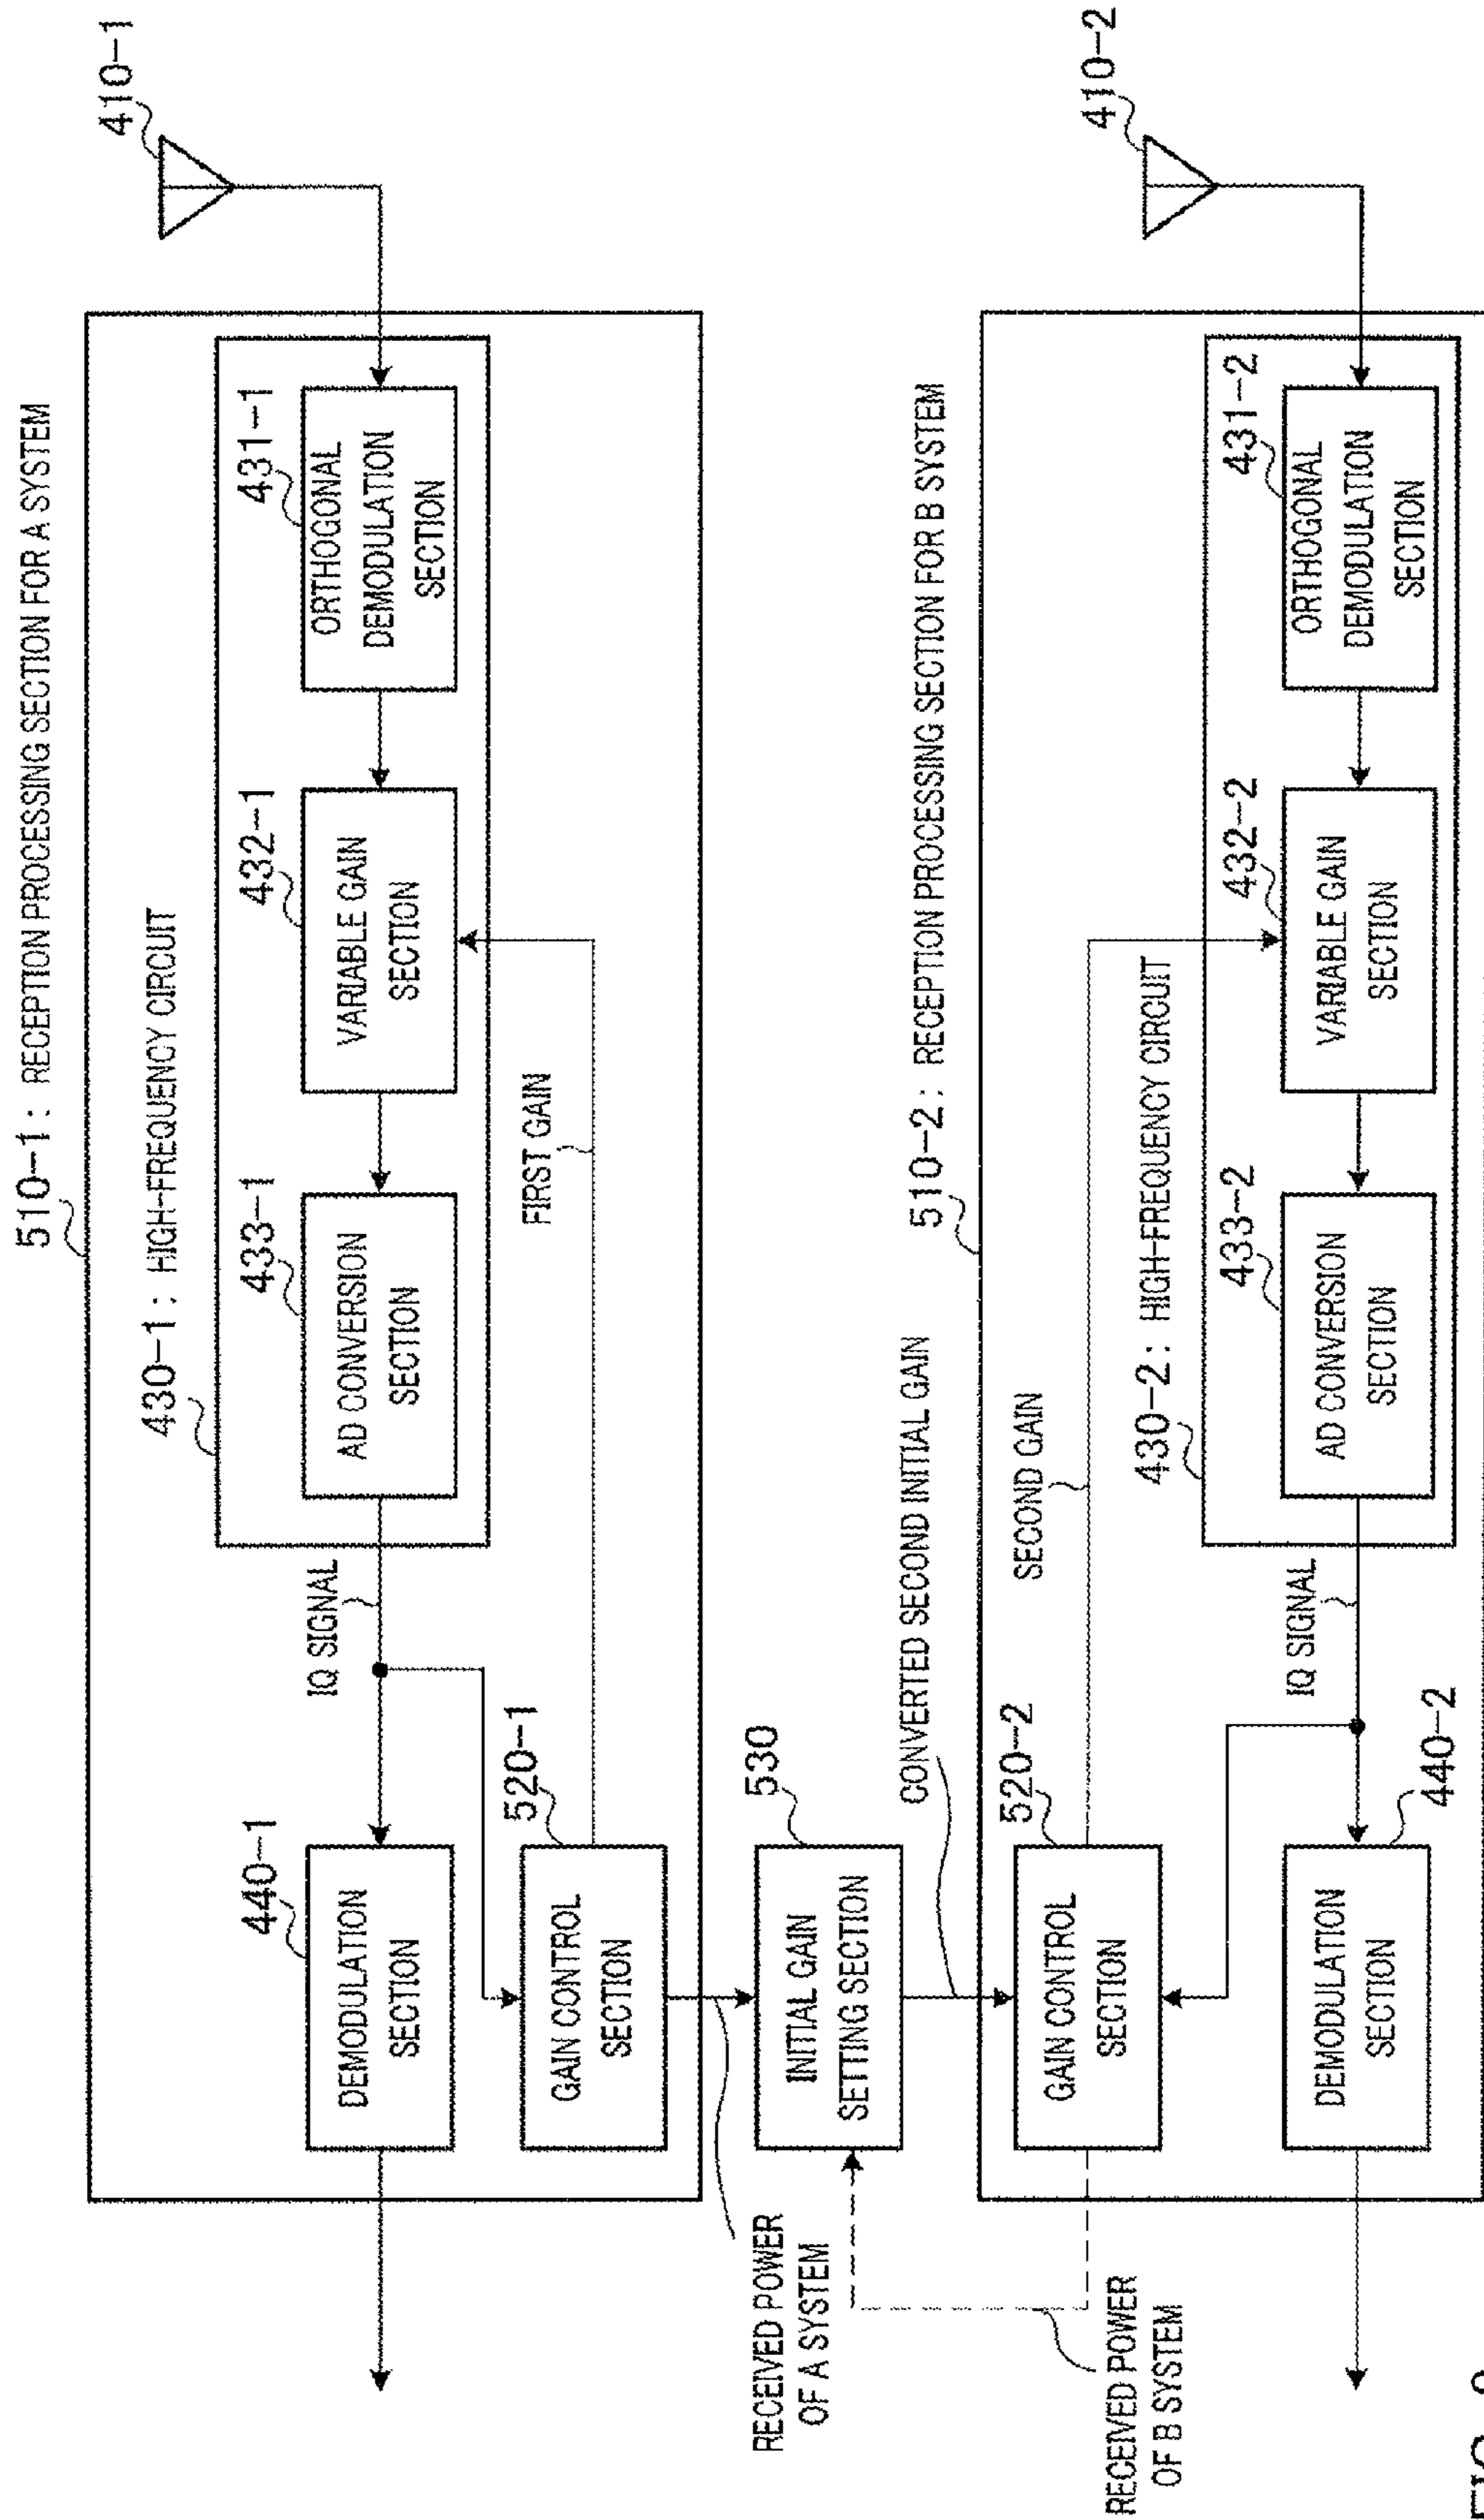 510-1 : RECEPTION PROCESSING SECTION FOR A SYSTEM
430-1 : HIGH-FREQUENCY CIRCUIT
410-1
440-1
DEMODULATION
SECTION
IQ SIGNAL
433-1
AD CONVERSION
SECTION
432-1
VARIABLE GAIN
SECTION
431-1
ORTHOGONAL
DEMODULATION
SECTION
520-1
GAIN CONTROL
SECTION
FIRST GAIN
RECEIVED POWER
OF A SYSTEM
530
INITIAL GAIN
SETTING SECTION
CONVERTED SECOND INITIAL GAIN
510-2 : RECEPTION PROCESSING SECTION FOR B SYSTEM
410-2
RECEIVED POWER
OF B SYSTEM
520-2
GAIN CONTROL
SECTION
SECOND GAIN
430-2 : HIGH-FREQUENCY CIRCUIT
440-2
DEMODULATION
SECTION
IQ SIGNAL
433-2
AD CONVERSION
SECTION
432-2
VARIABLE GAIN
SECTION
431-2
ORTHOGONAL
DEMODULATION
SECTION